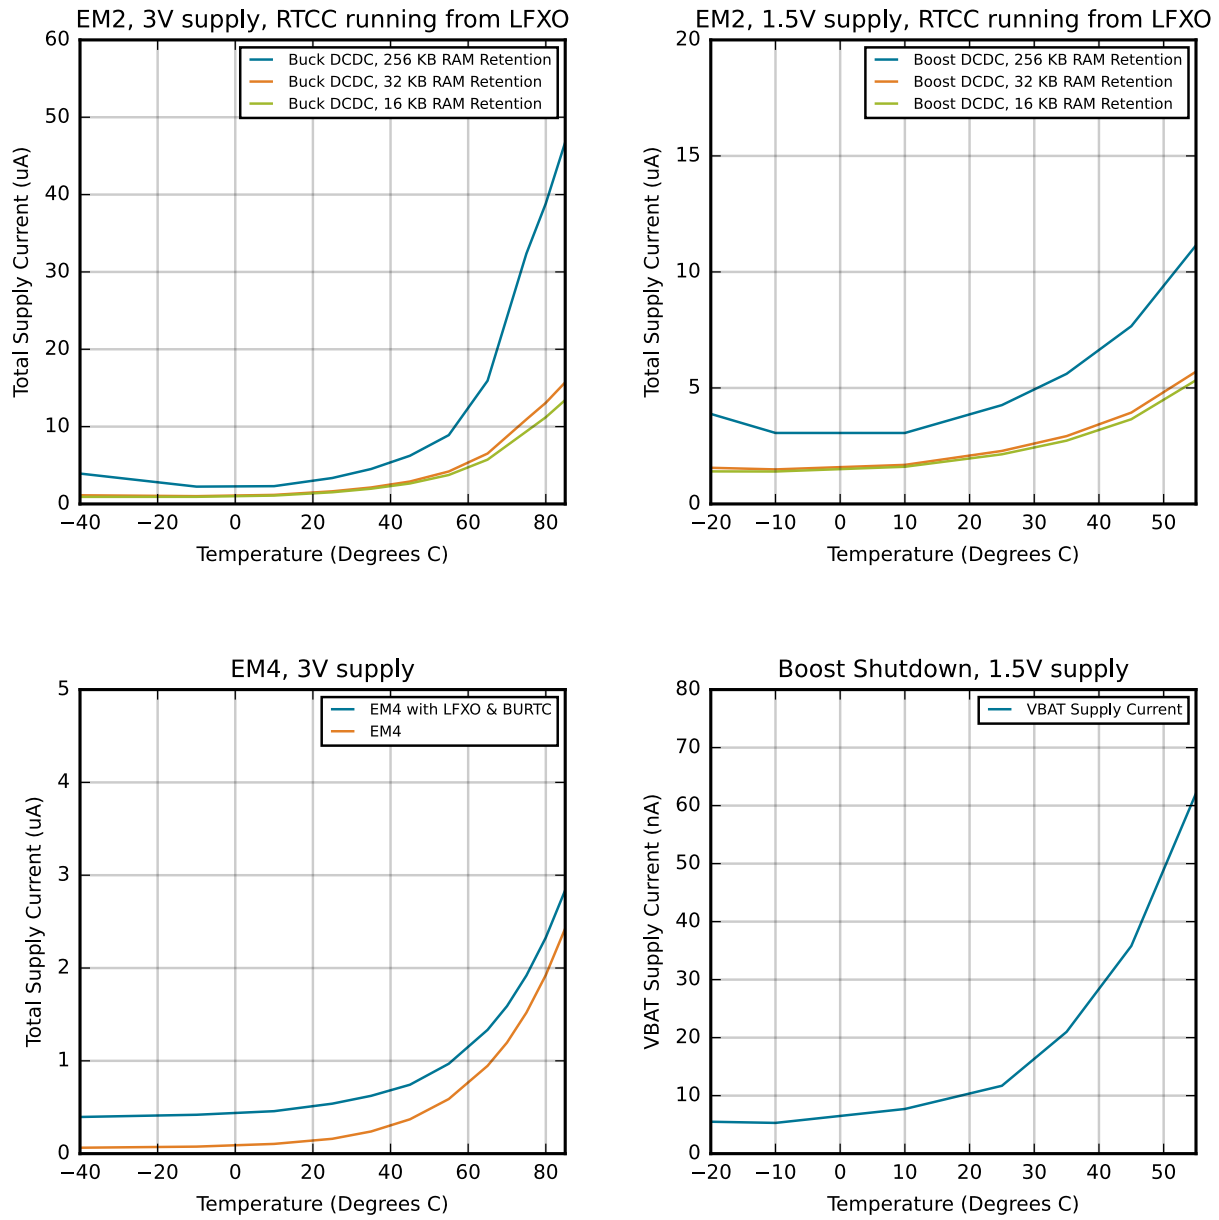 EM2, 3V supply, RTCC running from LFXO
60
50
40
30
20
10
0
Total Supply Current (uA)
Buck DCDC, 256 KB RAM Retention
Buck DCDC, 32 KB RAM Retention
Buck DCDC, 16 KB RAM Retention
−40 −20 0 20 40 60 80
Temperature (Degrees C)
EM2, 1.5V supply, RTCC running from LFXO
20
15
10
5
0
Total Supply Current (uA)
Boost DCDC, 256 KB RAM Retention
Boost DCDC, 32 KB RAM Retention
Boost DCDC, 16 KB RAM Retention
−20 −10 0 10 20 30 40 50
Temperature (Degrees C)
EM4, 3V supply
5
4
3
2
1
0
Total Supply Current (uA)
EM4 with LFXO & BURTC
EM4
−40 −20 0 20 40 60 80
Temperature (Degrees C)
Boost Shutdown, 1.5V supply
80
70
60
50
40
30
20
10
0
VBAT Supply Current (nA)
VBAT Supply Current
−20 −10 0 10 20 30 40 50
Temperature (Degrees C)